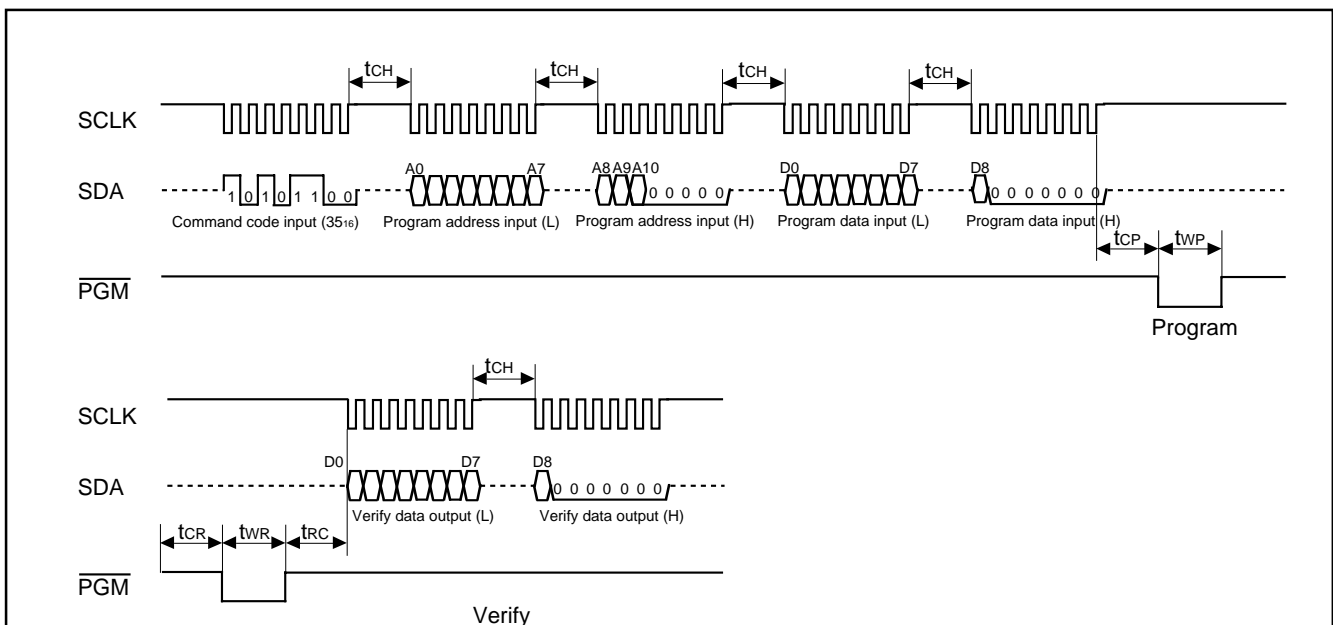 tCH tCH tCH tCH
SCLK
A0 A7 A8 A9 A10 D0 D7 D8
SDA
1 0 1 0 1 1 0 0 0 0 0 0 0 0 0 0 0 0 0 0
Command code input (35₁₆) Program address input (L) Program address input (H) Program data input (L) Program data input (H)
tCP tWP
PGM
Program
tCH
SCLK
D0 D7 D8
SDA
0 0 0 0 0 0 0
Verify data output (L) Verify data output (H)
tCR tWR tRC
PGM
Verify